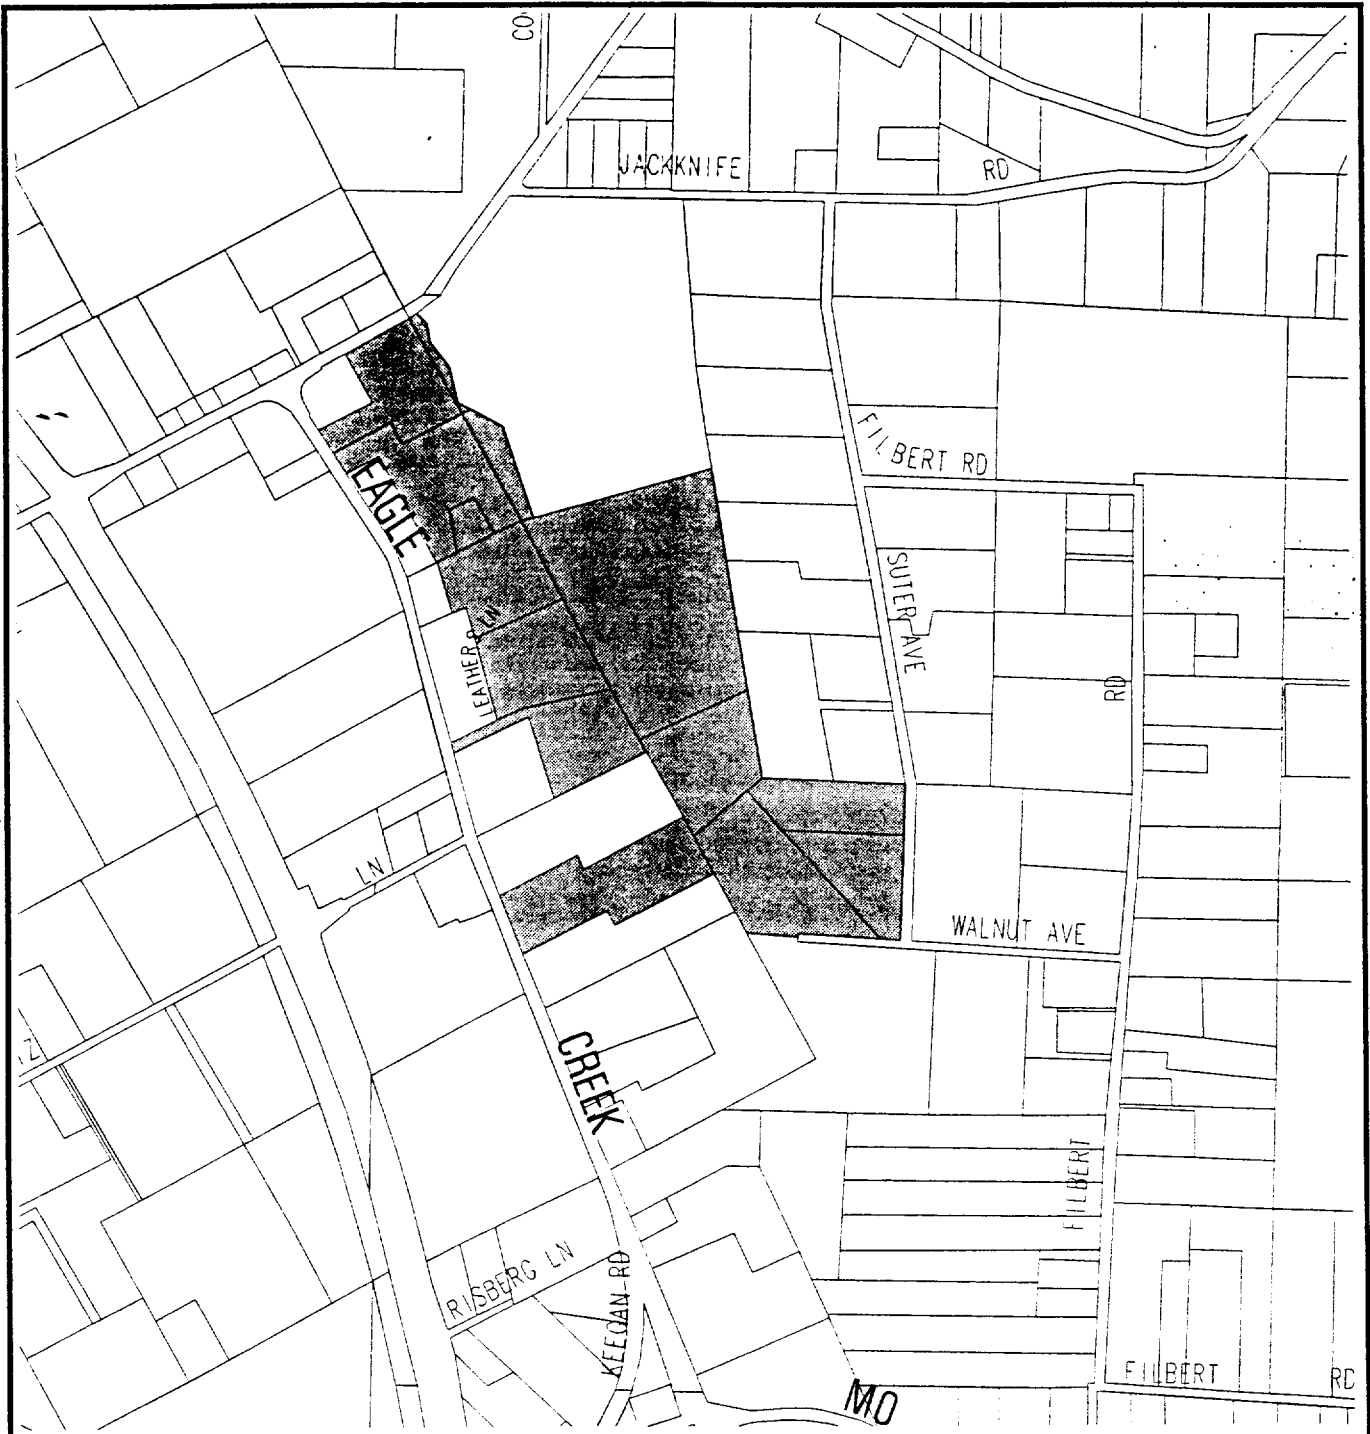 CO
JACKKNIFE RD
FILBERT RD
EAGLE
SUTER AVE
LEATHER LN
RD
LN
WALNUT AVE
CREEK
FILBERT
RISBERG LN
KEEGAN RD
FILBERT RD
MO